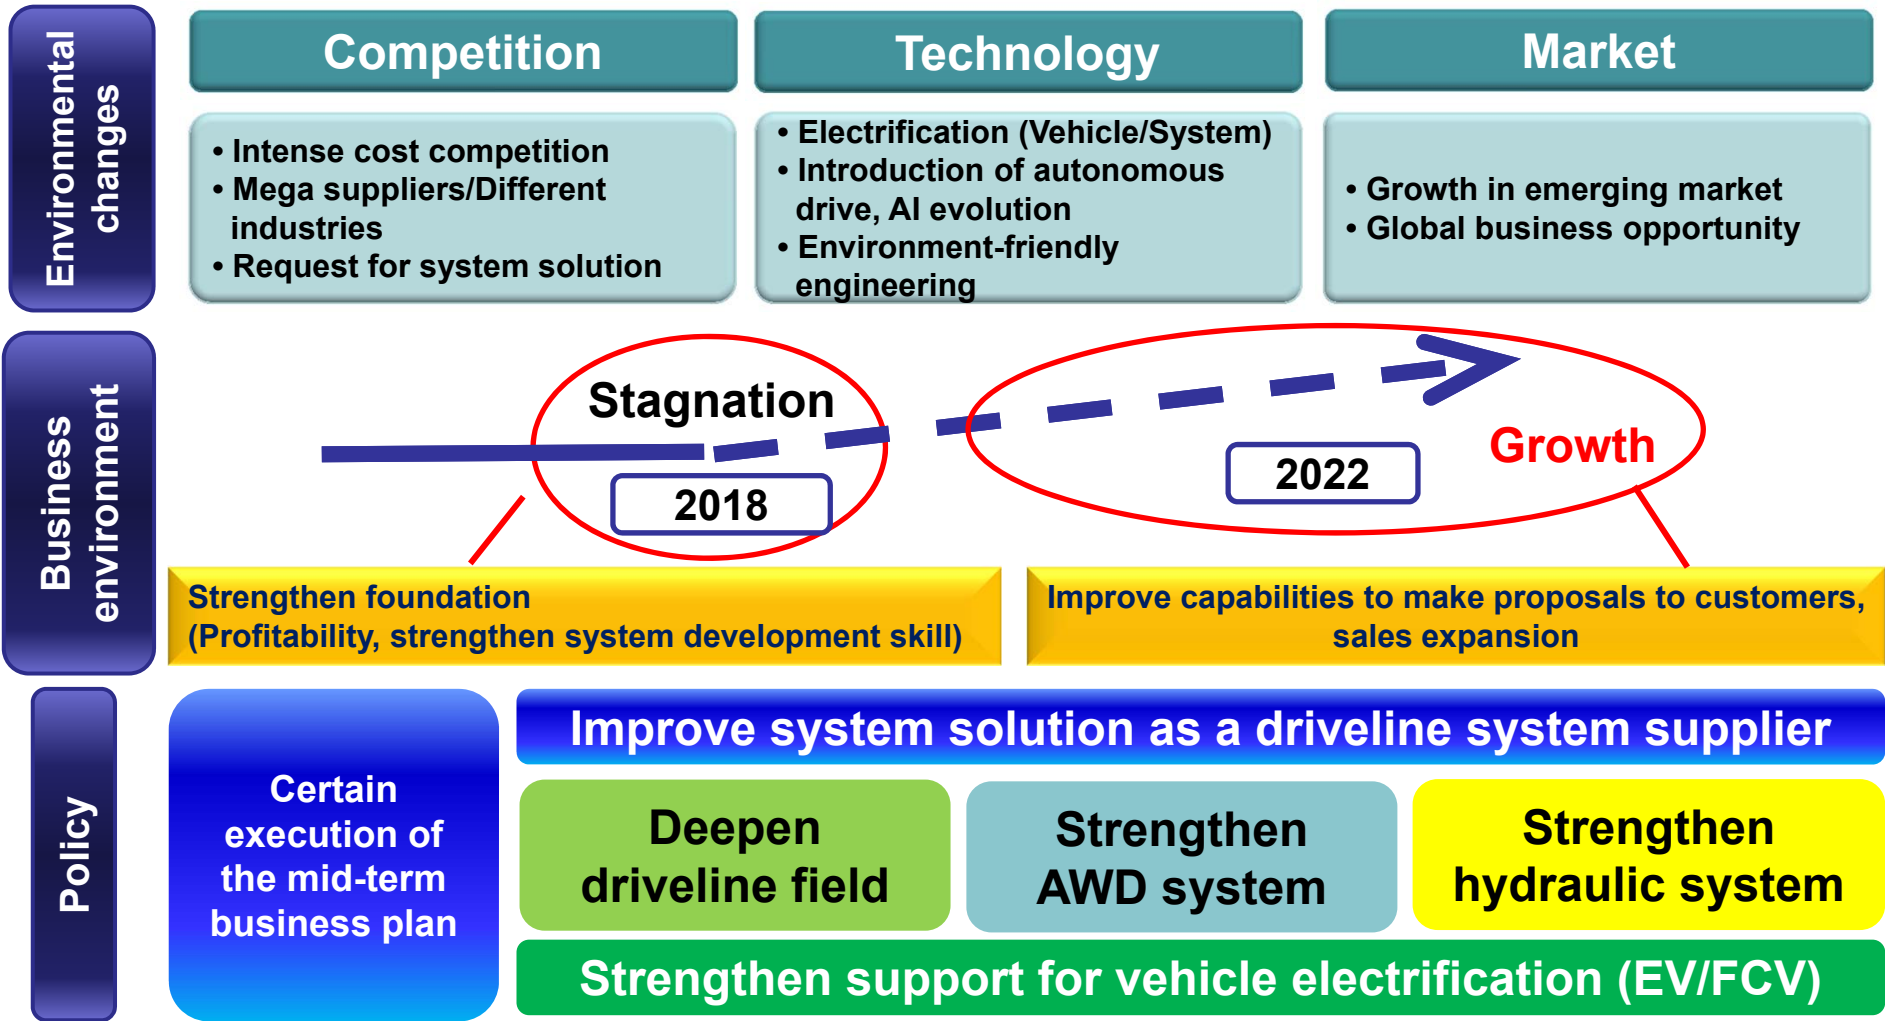 Environmental
changes
Competition
Technology
Market
• Intense cost competition
• Mega suppliers/Different
industries
• Request for system solution
• Electrification (Vehicle/System)
• Introduction of autonomous
drive, AI evolution
• Environment-friendly
engineering
• Growth in emerging market
• Global business opportunity
Business
environment
Stagnation
2018
2022
Growth
Strengthen foundation
(Profitability, strengthen system development skill)
Improve capabilities to make proposals to customers,
sales expansion
Policy
Certain
execution of
the mid-term
business plan
Improve system solution as a driveline system supplier
Deepen
driveline field
Strengthen
AWD system
Strengthen
hydraulic system
Strengthen support for vehicle electrification (EV/FCV)